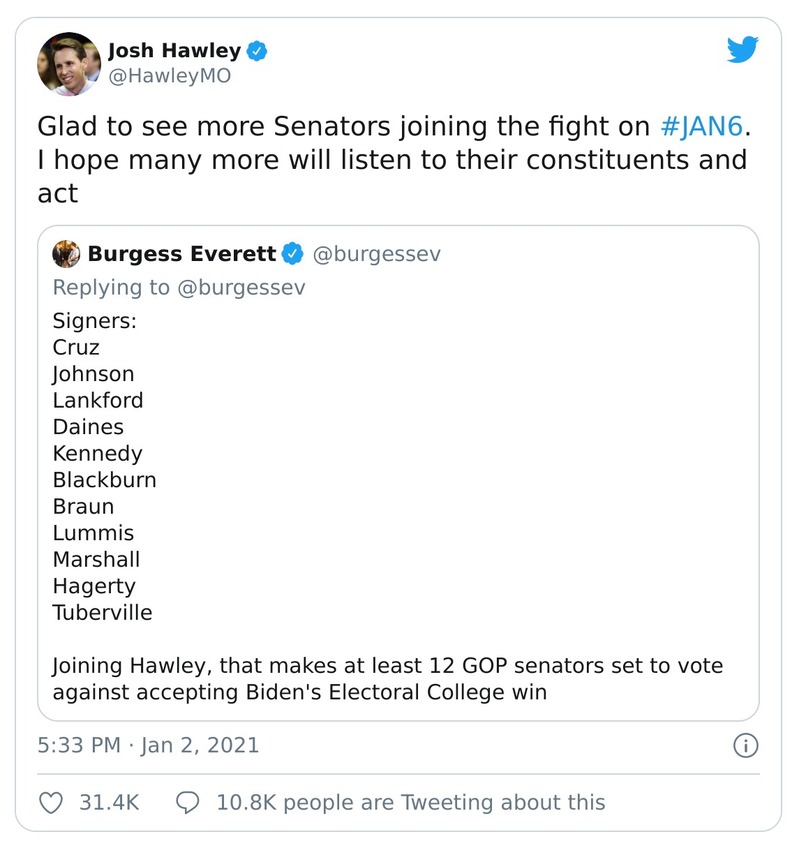 Josh Hawley
@HawleyMO
Glad to see more Senators joining the fight on #JAN6.
I hope many more will listen to their constituents and
act
Burgess Everett @burgessev
Replying to @burgessev
Signers:
Cruz
Johnson
Lankford
Daines
Kennedy
Blackburn
Braun
Lummis
Marshall
Hagerty
Tuberville
Joining Hawley, that makes at least 12 GOP senators set to vote
against accepting Biden's Electoral College win
5:33 PM · Jan 2, 2021
31.4K 10.8K people are Tweeting about this